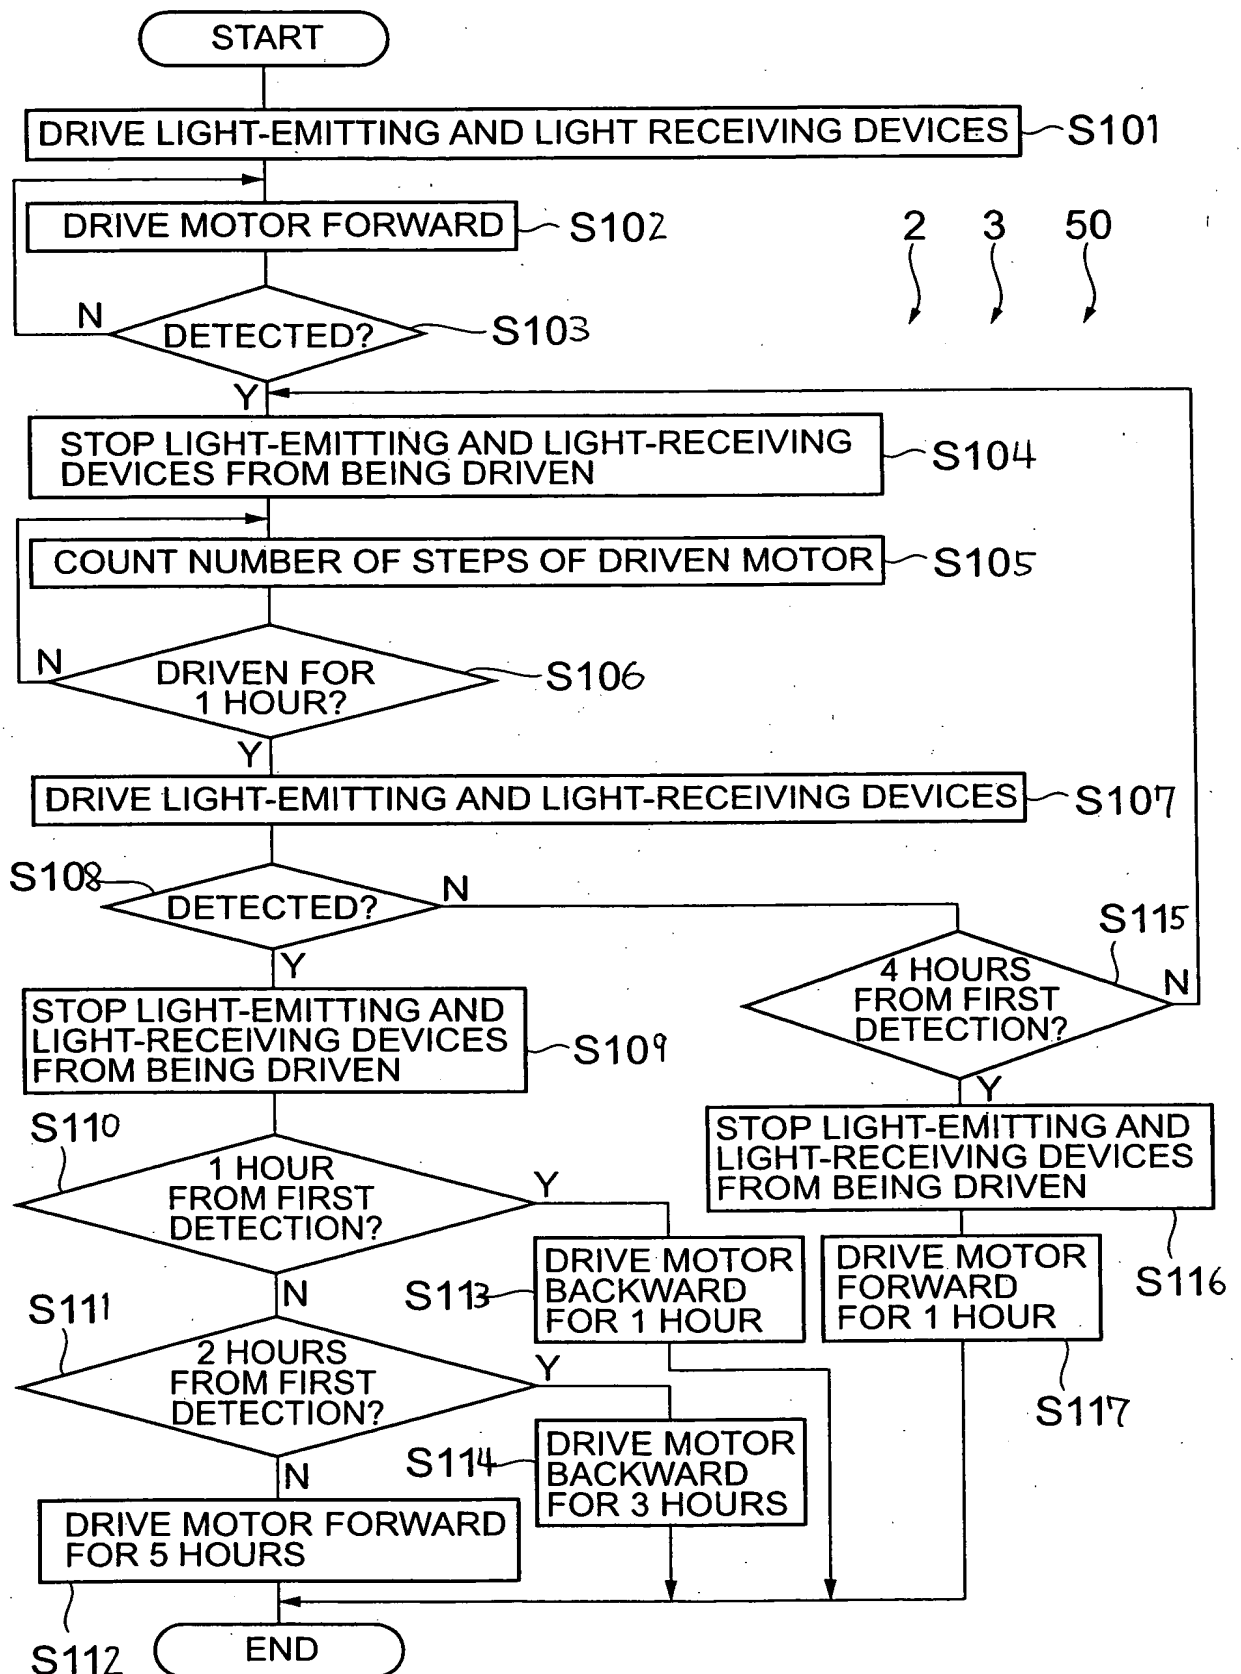 START
DRIVE LIGHT-EMITTING AND LIGHT RECEIVING DEVICES
S101
DRIVE MOTOR FORWARD
S102
2 3 50
N
DETECTED?
S103
Y
STOP LIGHT-EMITTING AND LIGHT-RECEIVING
DEVICES FROM BEING DRIVEN
S104
COUNT NUMBER OF STEPS OF DRIVEN MOTOR
S105
N
DRIVEN FOR
1 HOUR?
S106
Y
DRIVE LIGHT-EMITTING AND LIGHT-RECEIVING DEVICES
S107
S108
DETECTED?
N
Y
S115
4 HOURS
FROM FIRST
DETECTION?
N
Y
STOP LIGHT-EMITTING AND
LIGHT-RECEIVING DEVICES
FROM BEING DRIVEN
S109
STOP LIGHT-EMITTING AND
LIGHT-RECEIVING DEVICES
FROM BEING DRIVEN
S116
S110
1 HOUR
FROM FIRST
DETECTION?
Y
N
S113
DRIVE MOTOR
BACKWARD
FOR 1 HOUR
DRIVE MOTOR
FORWARD
FOR 1 HOUR
S117
S111
2 HOURS
FROM FIRST
DETECTION?
Y
N
S114
DRIVE MOTOR
BACKWARD
FOR 3 HOURS
DRIVE MOTOR FORWARD
FOR 5 HOURS
S112
END